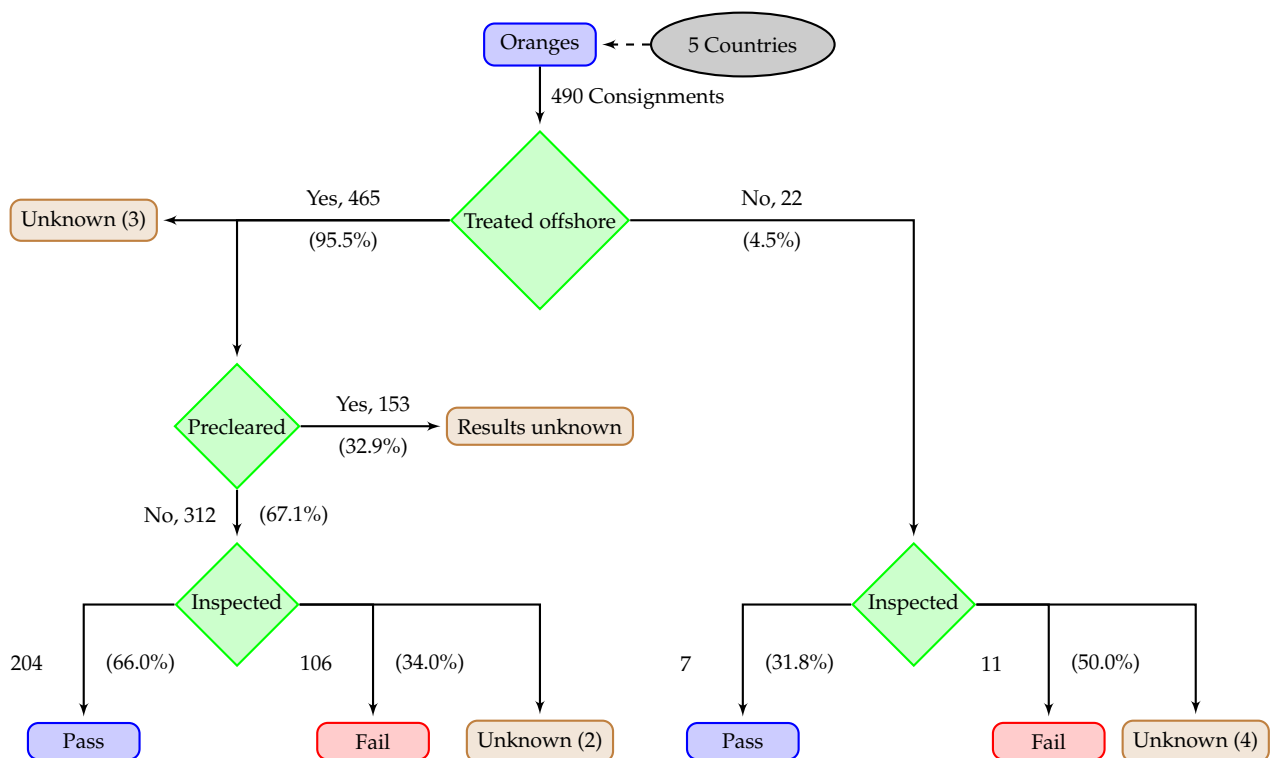 Oranges
5 Countries
490 Consignments
Yes, 465
No, 22
Unknown (3)
Treated offshore
(95.5%)
(4.5%)
Yes, 153
Precleared
Results unknown
(32.9%)
No, 312
(67.1%)
Inspected
Inspected
204
(66.0%)
106
(34.0%)
7
(31.8%)
11
(50.0%)
Pass
Fail
Unknown (2)
Pass
Fail
Unknown (4)